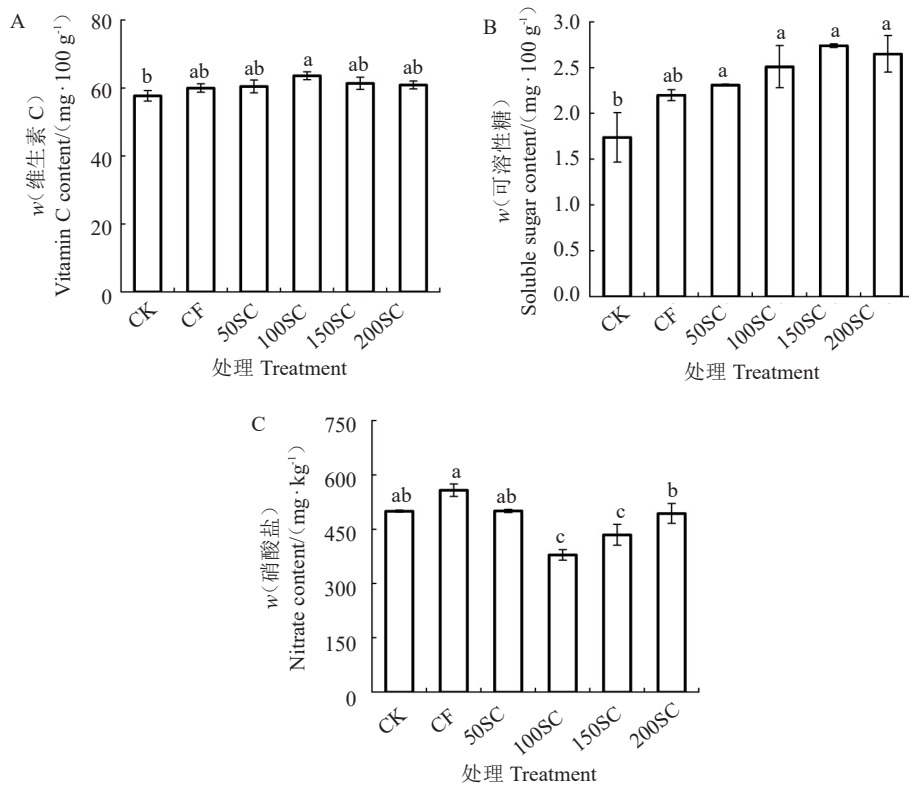 A
w(维生素 C)
Vitamin C content/(mg·100 g⁻¹)
80
60
40
20
0
b
ab
ab
a
ab
ab
CK
CF
50SC
100SC
150SC
200SC
处理 Treatment
B
w(可溶性糖)
Soluble sugar content/(mg·100 g⁻¹)
3.0
2.5
2.0
1.5
1.0
0.5
0.0
b
ab
a
a
a
a
CK
CF
50SC
100SC
150SC
200SC
处理 Treatment
C
w(硝酸盐)
Nitrate content/(mg·kg⁻¹)
750
600
450
300
150
0
ab
a
ab
c
c
b
CK
CF
50SC
100SC
150SC
200SC
处理 Treatment